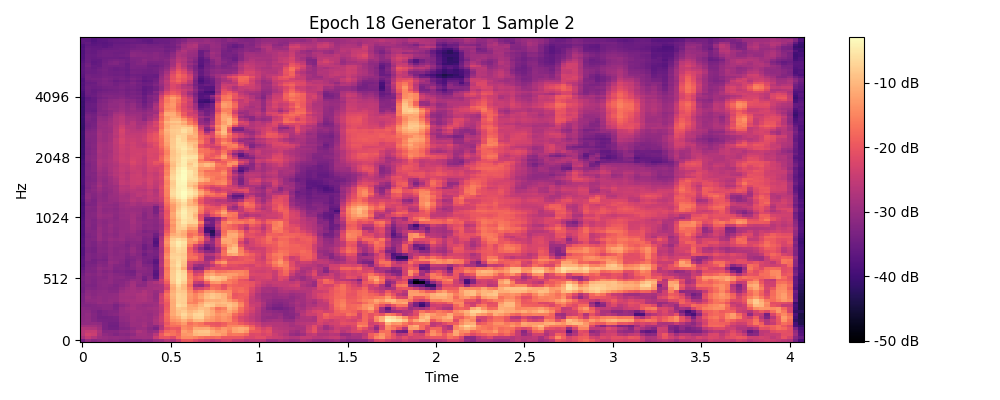 Epoch 18 Generator 1 Sample 2
Hz
4096
2048
1024
512
0
0 0.5 1 1.5 2 2.5 3 3.5 4
Time
-10 dB
-20 dB
-30 dB
-40 dB
-50 dB